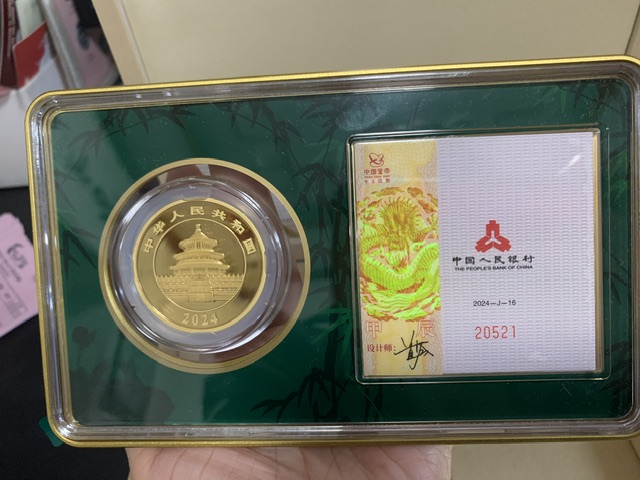 中华人民共和国
2024
中国金币
甲 辰
设计师:
中国人民银行
THE PEOPLE'S BANK OF CHINA
2024-J-16
20521